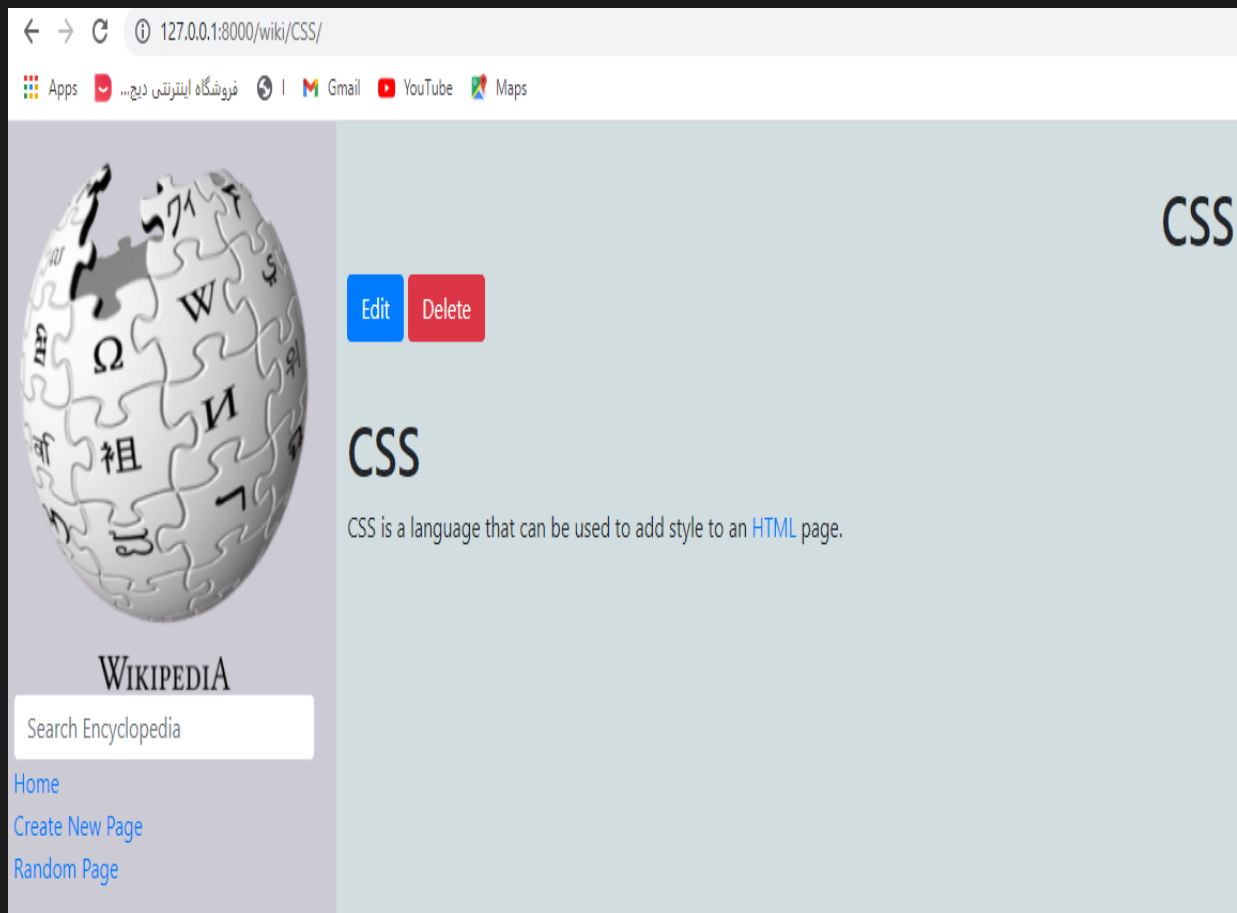 127.0.0.1:8000/wiki/CSS/
Apps فروشگاه اینترنتی دیج... I Gmail YouTube Maps
CSS
Edit Delete
CSS
CSS is a language that can be used to add style to an HTML page.
Ω W И 祖
WIKIPEDIA
Search Encyclopedia
Home
Create New Page
Random Page